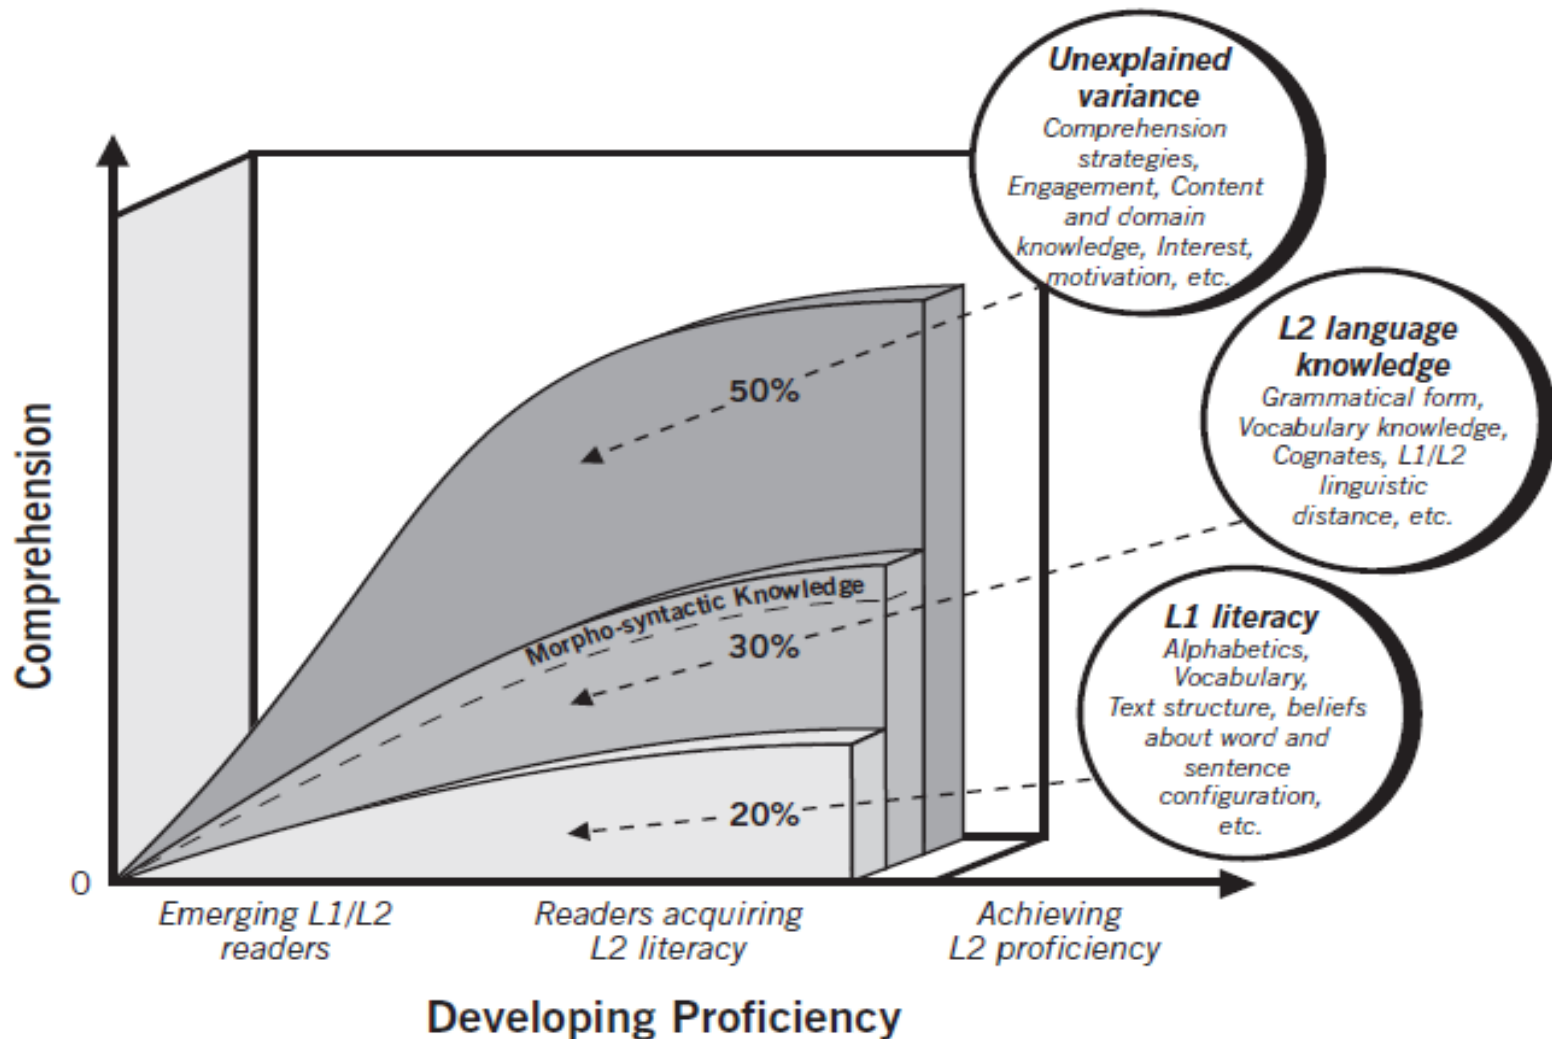 Unexplained
variance
Comprehension
strategies,
Engagement, Content
and domain
knowledge, Interest,
motivation, etc.
L2 language
knowledge
Grammatical form,
Vocabulary knowledge,
Cognates, L1/L2
linguistic
distance, etc.
L1 literacy
Alphabetics,
Vocabulary,
Text structure, beliefs
about word and
sentence
configuration,
etc.
Comprehension
50%
Morpho-syntactic Knowledge
30%
20%
0
Emerging L1/L2
readers
Readers acquiring
L2 literacy
Achieving
L2 proficiency
Developing Proficiency